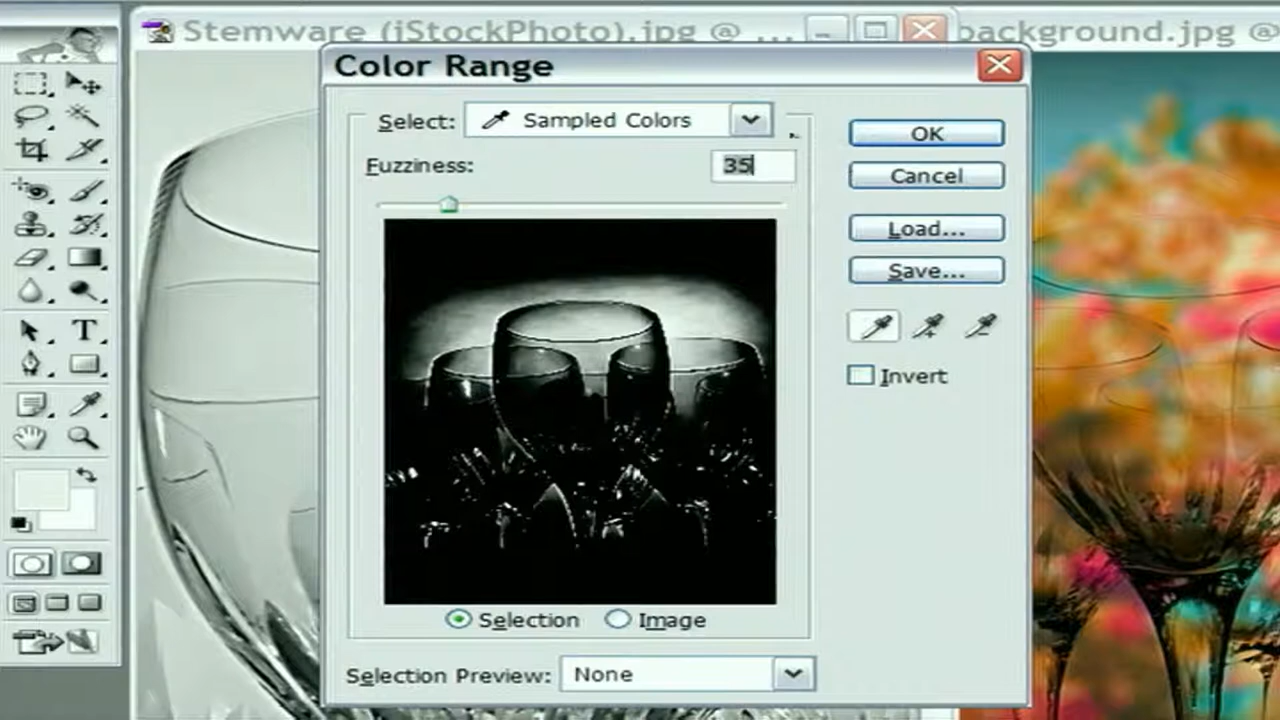 Stemware (iStockPhoto).jpg @ ...
background.jpg @
Color Range
Select: Sampled Colors
Fuzziness: 35
OK
Cancel
Load...
Save...
Invert
Selection Image
Selection Preview: None
T